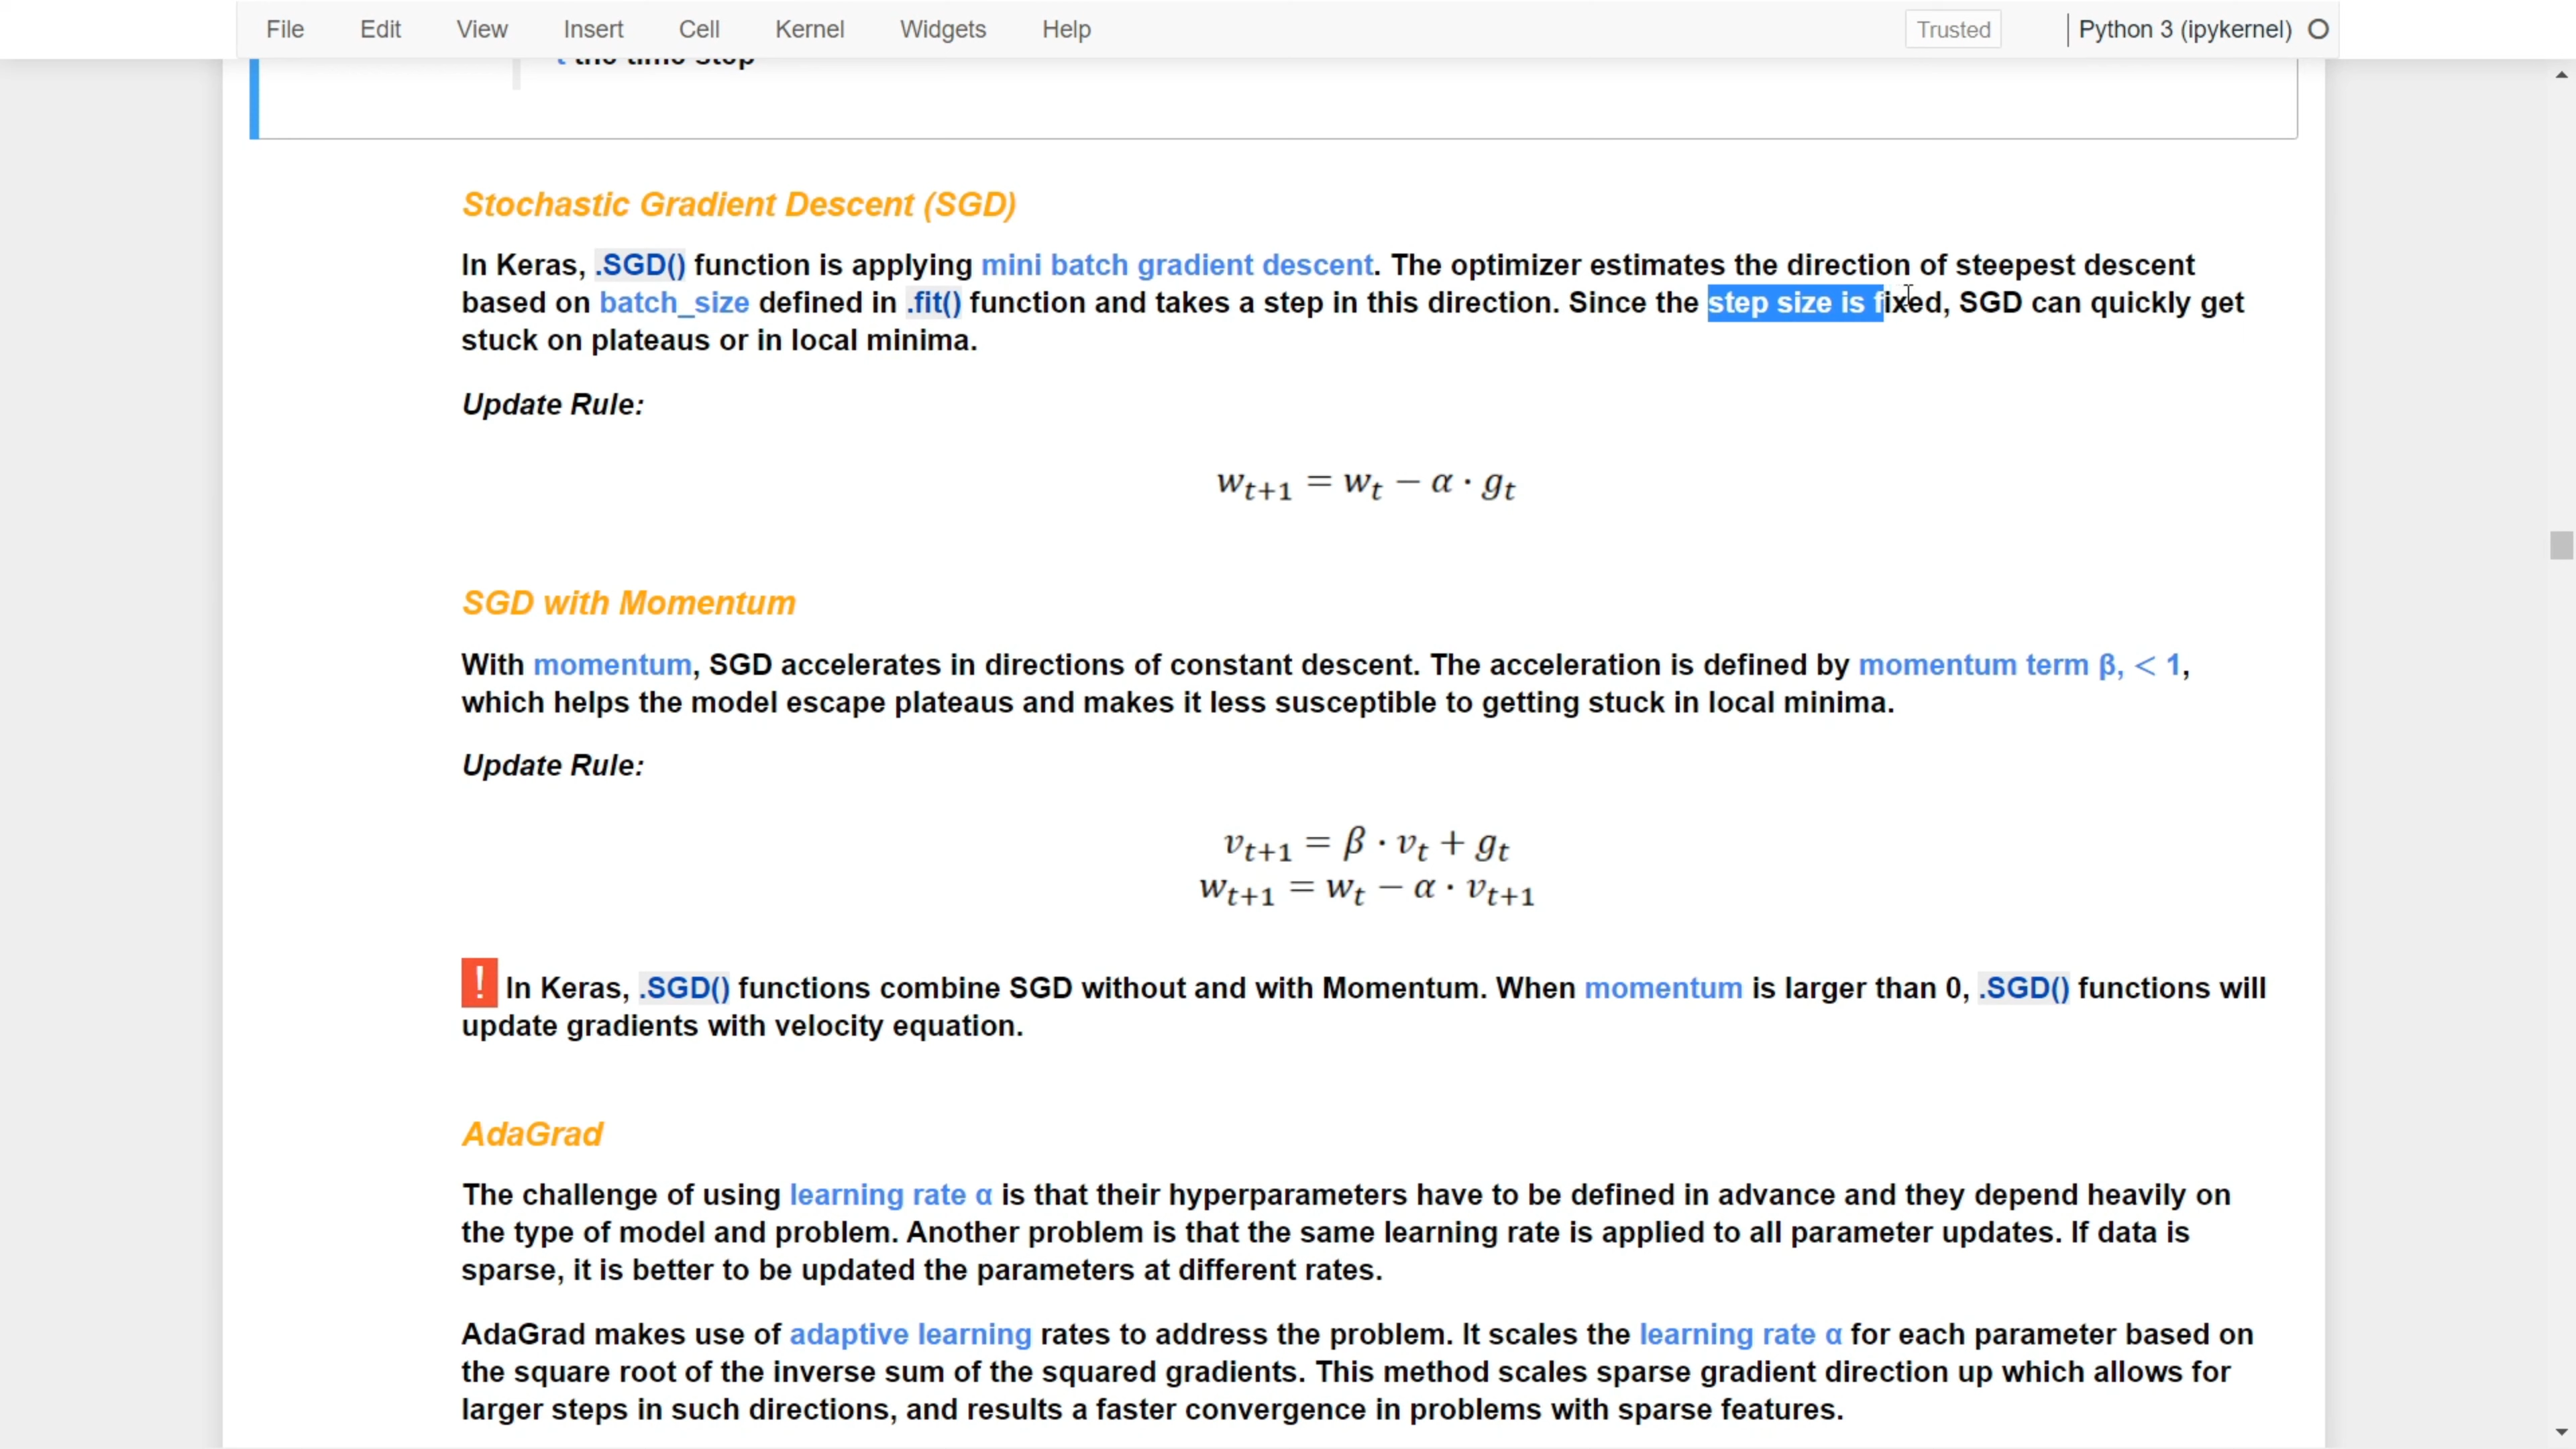 File Edit View Insert Cell Kernel Widgets Help Trusted Python 3 (ipykernel)
t the time step
Stochastic Gradient Descent (SGD)
In Keras, .SGD() function is applying mini batch gradient descent. The optimizer estimates the direction of steepest descent
based on batch_size defined in .fit() function and takes a step in this direction. Since the step size is fixed, SGD can quickly get
stuck on plateaus or in local minima.
Update Rule:
w_{t+1} = w_t − α · g_t
SGD with Momentum
With momentum, SGD accelerates in directions of constant descent. The acceleration is defined by momentum term β, < 1,
which helps the model escape plateaus and makes it less susceptible to getting stuck in local minima.
Update Rule:
v_{t+1} = β · v_t + g_t
w_{t+1} = w_t − α · v_{t+1}
! In Keras, .SGD() functions combine SGD without and with Momentum. When momentum is larger than 0, .SGD() functions will
update gradients with velocity equation.
AdaGrad
The challenge of using learning rate α is that their hyperparameters have to be defined in advance and they depend heavily on
the type of model and problem. Another problem is that the same learning rate is applied to all parameter updates. If data is
sparse, it is better to be updated the parameters at different rates.
AdaGrad makes use of adaptive learning rates to address the problem. It scales the learning rate α for each parameter based on
the square root of the inverse sum of the squared gradients. This method scales sparse gradient direction up which allows for
larger steps in such directions, and results a faster convergence in problems with sparse features.